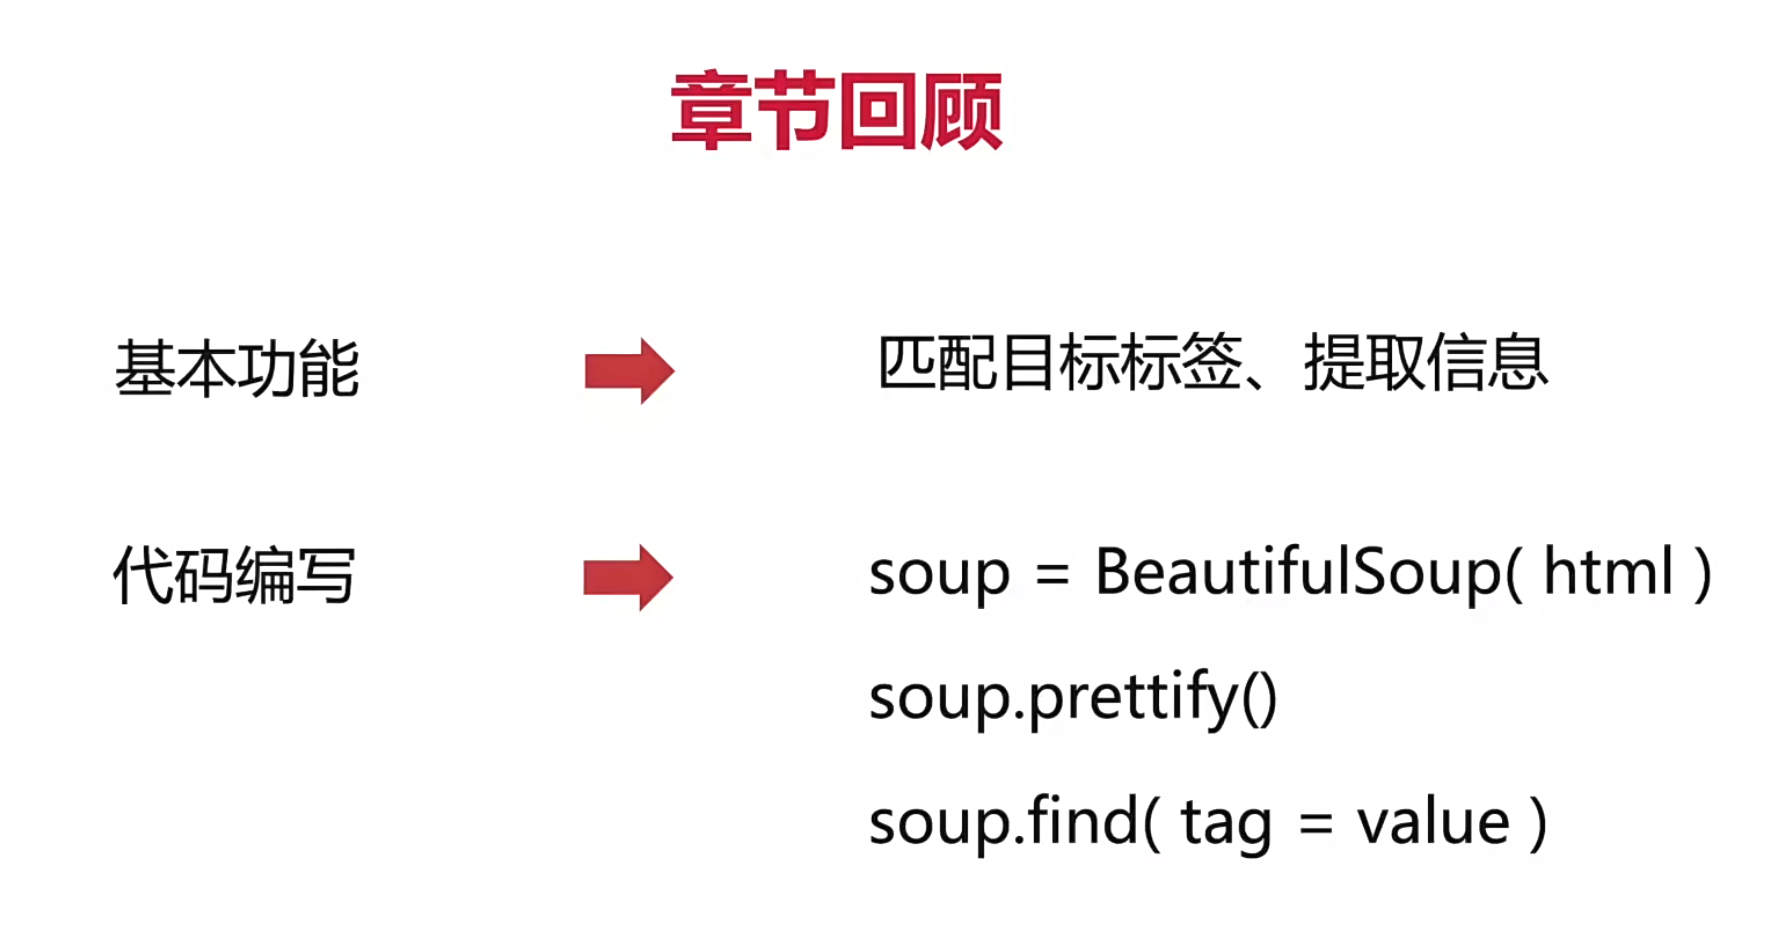 章节回顾
基本功能
匹配目标标签、提取信息
代码编写
soup = BeautifulSoup( html )
soup.prettify()
soup.find( tag = value )